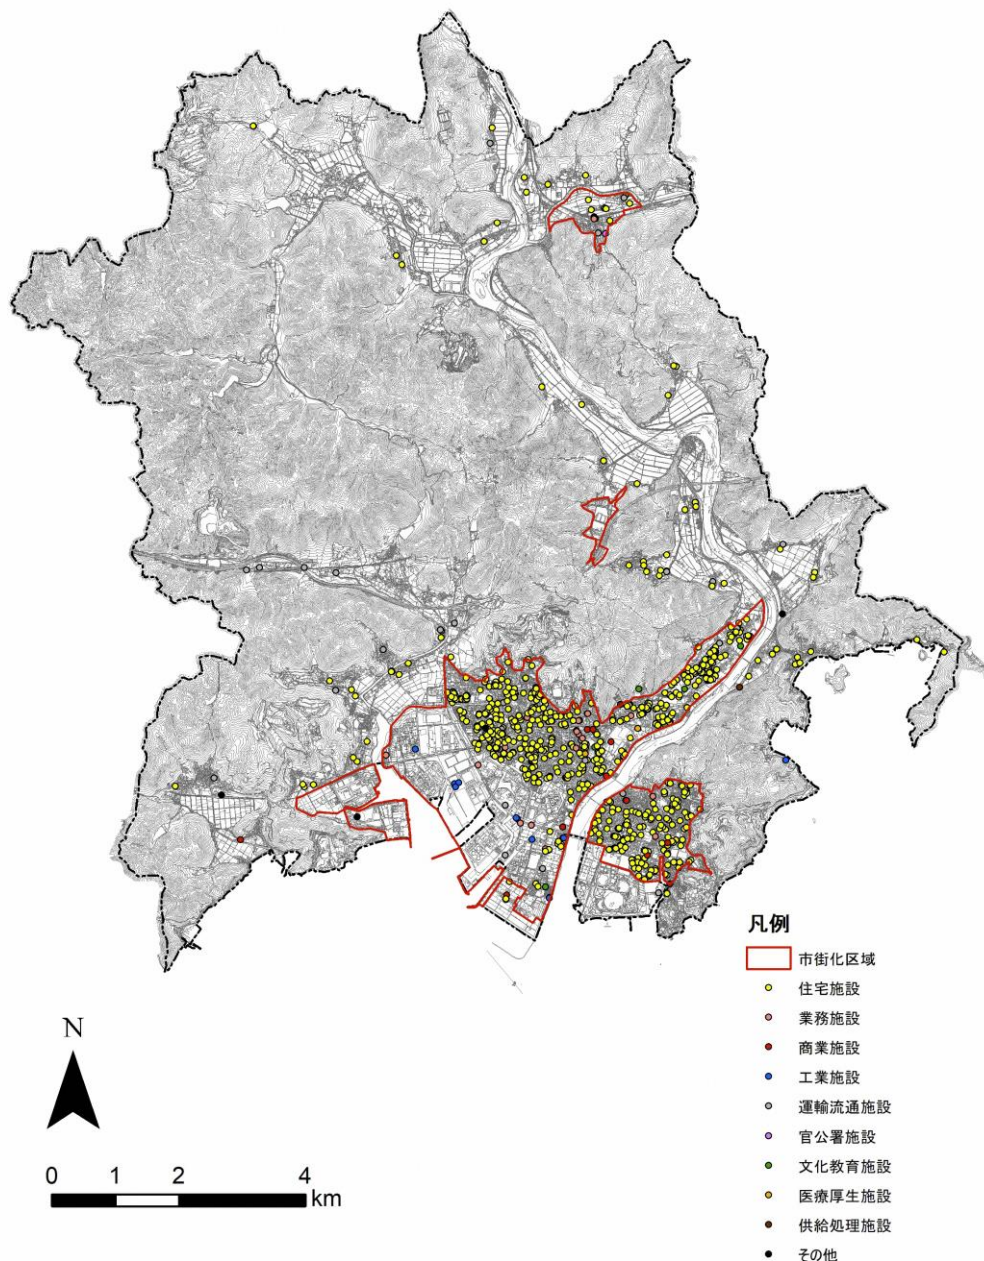 凡例
市街化区域
住宅施設
業務施設
商業施設
工業施設
運輸流通施設
官公署施設
文化教育施設
医療厚生施設
供給処理施設
その他
N
0 1 2 4
km